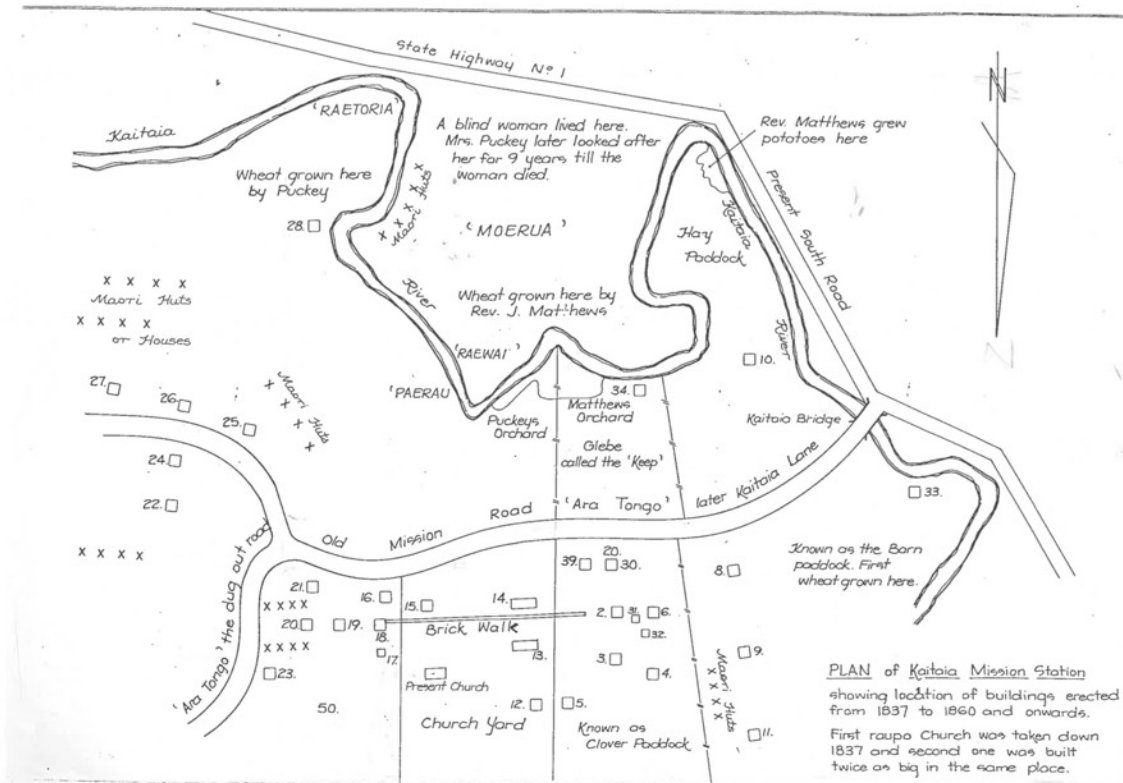 State Highway No 1
N
Kaitaia
'RAETORIA'
A blind woman lived here.
Mrs. Puckey later looked after
her for 9 years till the
woman died.
Rev. Matthews grew
potatoes here
Wheat grown here
by Puckey
x x x x x
Maori Huts
28.
'MOERUA'
Hay
Paddock
Kaitaia
River
Present South Road
x x x x
Maori Huts
x x x x
or Houses
River
Wheat grown here by
Rev. J. Matthews
'RAEWAI'
'PAERAU'
10.
27.
26.
25.
x x x x x
Maori Huts
34.
Puckeys
Orchard
Matthews
Orchard
Kaitaia Bridge
Glebe
called the 'Keep'
24.
22.
33.
Old Mission Road 'Ara Tongo' later Kaitaia Lane
x x x x
'Ara Tongo' the dug out road
Known as the Barn
paddock. First
wheat grown here.
20.
39.
30.
8.
21.
16.
15.
14.
x x x x
2.
31.
6.
20.
19.
18.
Brick Walk
32.
x x x x
17.
13.
3.
9.
23.
Present Church
4.
Maori Huts
x x x x x
50.
Church Yard
12.
5.
Known as
Clover Paddock
11.
PLAN of Kaitaia Mission Station
showing location of buildings erected
from 1837 to 1860 and onwards.
First raupo Church was taken down
1837 and second one was built
twice as big in the same place.